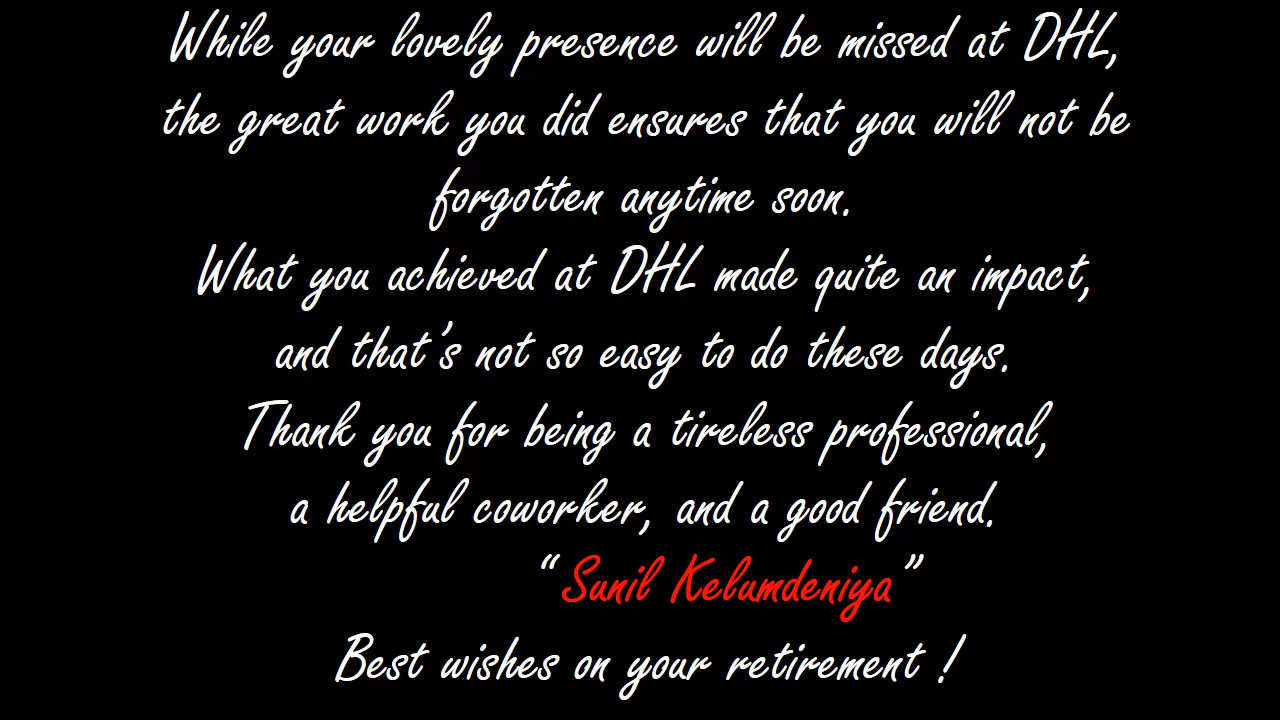 While your lovely presence will be missed at DHL,
the great work you did ensures that you will not be
forgotten anytime soon.
What you achieved at DHL made quite an impact,
and that's not so easy to do these days.
Thank you for being a tireless professional,
a helpful coworker, and a good friend.
“Sunil Kelumdeniya”
Best wishes on your retirement !